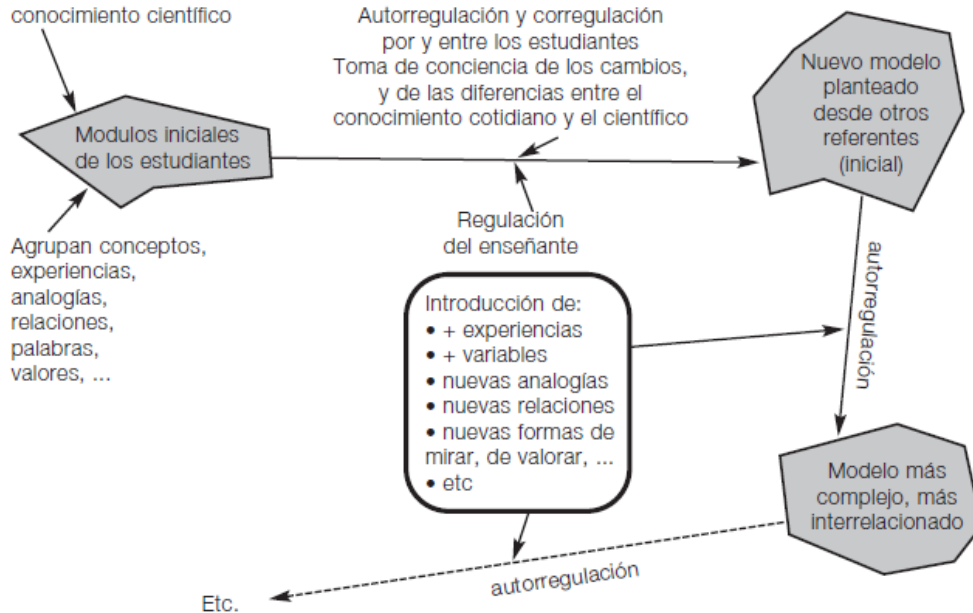 conocimiento científico
Autorregulación y corregulación
por y entre los estudiantes
Toma de conciencia de los cambios,
y de las diferencias entre el
conocimiento cotidiano y el científico
Nuevo modelo
planteado
desde otros
referentes
(inicial)
Modulos iniciales
de los estudiantes
Regulación
del enseñante
Agrupan conceptos,
experiencias,
analogías,
relaciones,
palabras,
valores, ...
autorregulación
Introducción de:
• + experiencias
• + variables
• nuevas analogías
• nuevas relaciones
• nuevas formas de
mirar, de valorar, ...
• etc
Modelo más
complejo, más
interrelacionado
autorregulación
Etc.